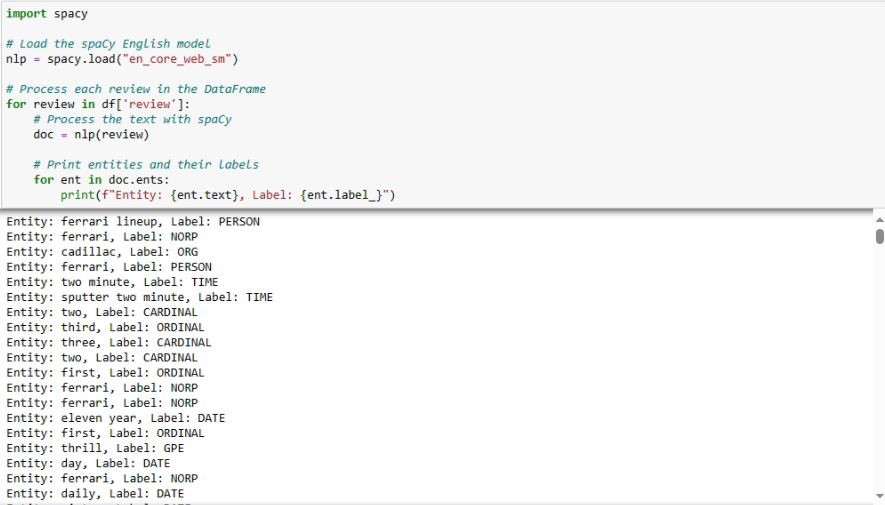 import spacy
# Load the spaCy English model
nlp = spacy.load("en_core_web_sm")
# Process each review in the DataFrame
for review in df['review']:
    # Process the text with spaCy
    doc = nlp(review)
    # Print entities and their labels
    for ent in doc.ents:
        print(f"Entity: {ent.text}, Label: {ent.label_}")
Entity: ferrari lineup, Label: PERSON
Entity: ferrari, Label: NORP
Entity: cadillac, Label: ORG
Entity: ferrari, Label: PERSON
Entity: two minute, Label: TIME
Entity: sputter two minute, Label: TIME
Entity: two, Label: CARDINAL
Entity: third, Label: ORDINAL
Entity: three, Label: CARDINAL
Entity: two, Label: CARDINAL
Entity: first, Label: ORDINAL
Entity: ferrari, Label: NORP
Entity: ferrari, Label: NORP
Entity: eleven year, Label: DATE
Entity: first, Label: ORDINAL
Entity: thrill, Label: GPE
Entity: day, Label: DATE
Entity: ferrari, Label: NORP
Entity: daily, Label: DATE